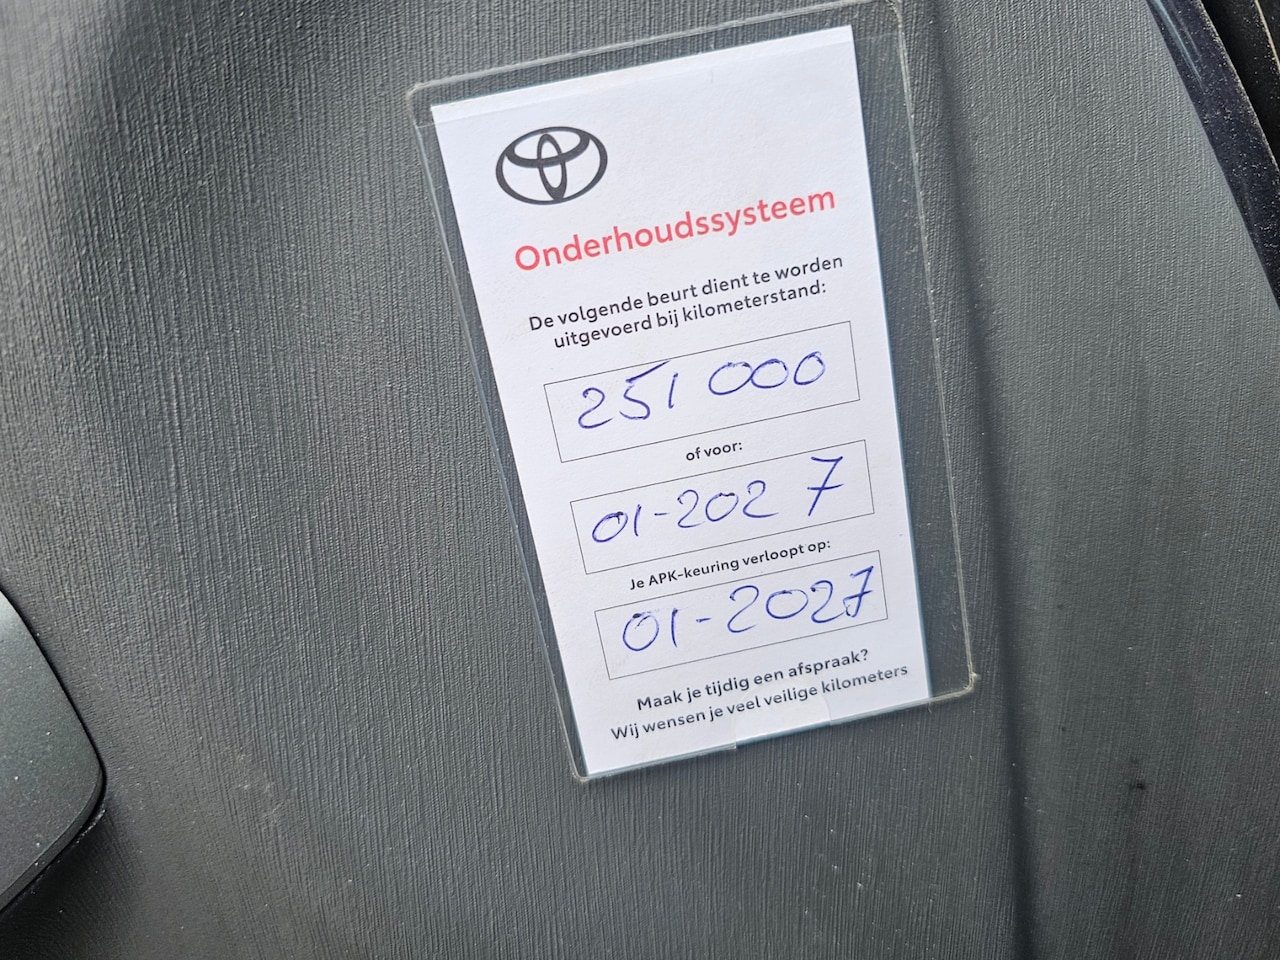 Onderhoudssysteem
De volgende beurt dient te worden
uitgevoerd bij kilometerstand:
251 000
of voor:
01-2027
Je APK-keuring verloopt op:
01-2027
Maak je tijdig een afspraak?
Wij wensen je veel veilige kilometers